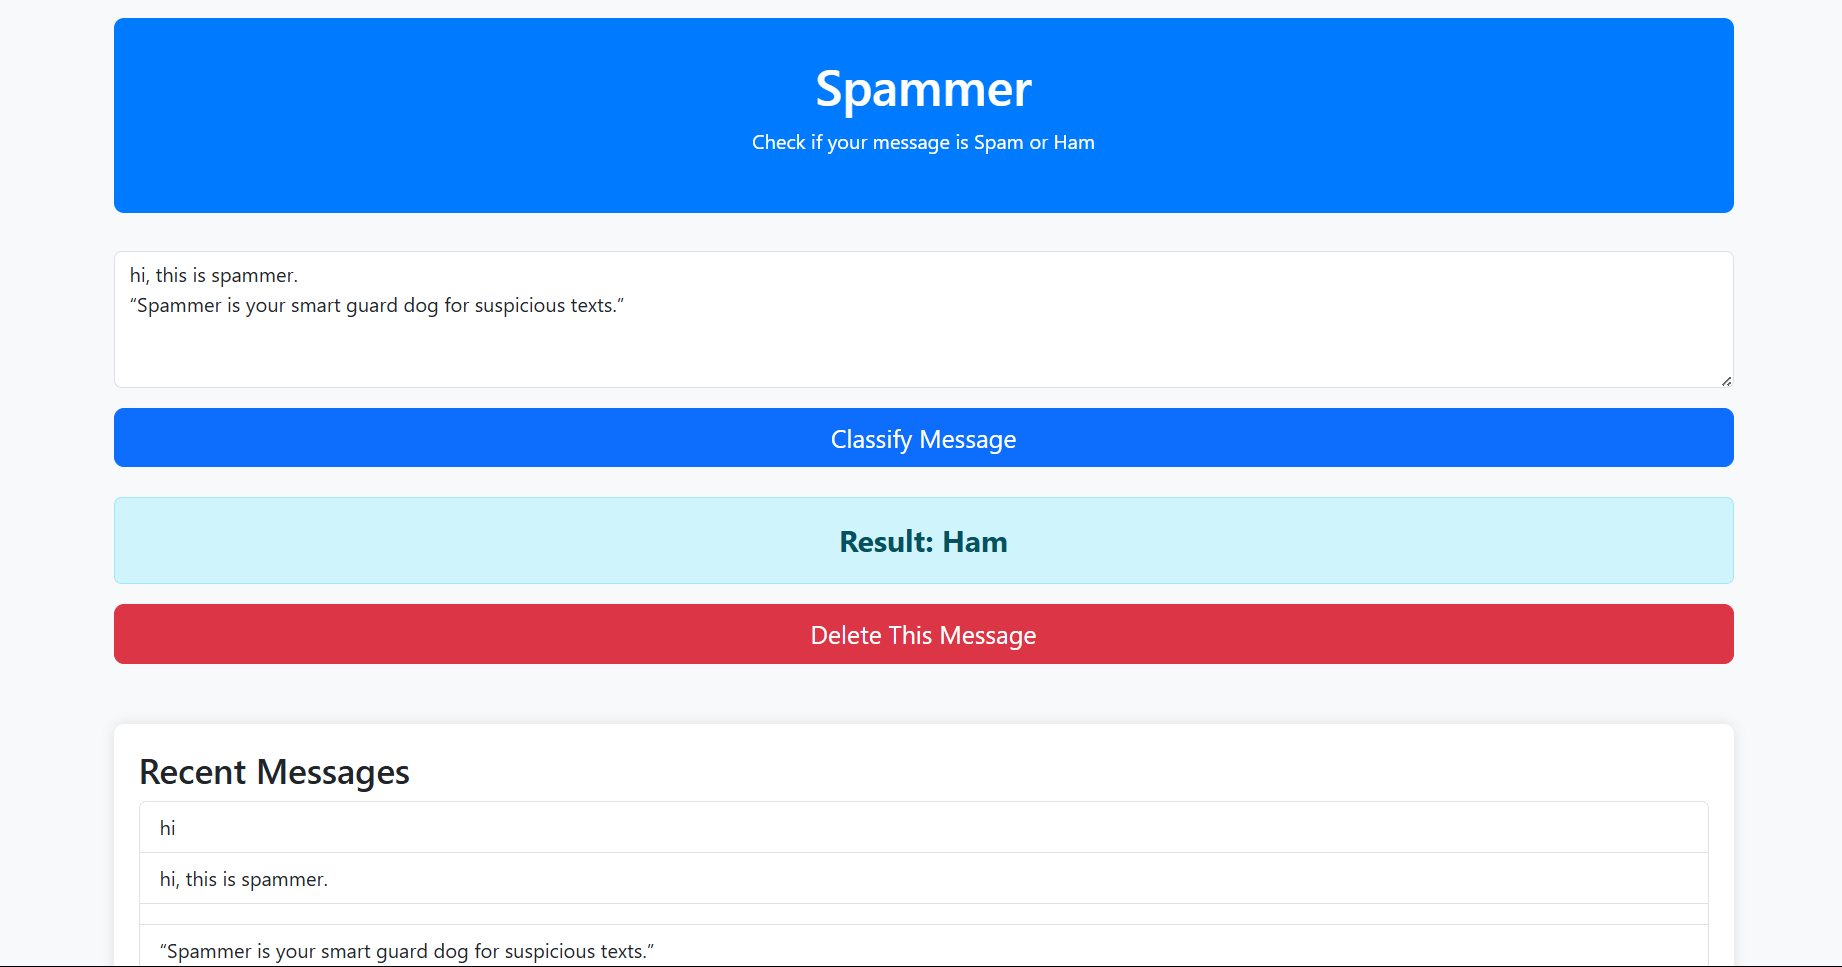 Spammer
Check if your message is Spam or Ham
hi, this is spammer.
“Spammer is your smart guard dog for suspicious texts.”
Classify Message
Result: Ham
Delete This Message
Recent Messages
hi
hi, this is spammer.
“Spammer is your smart guard dog for suspicious texts.”